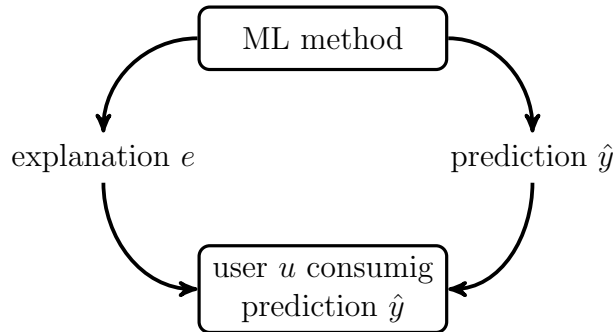 ML method
explanation e
prediction ŷ
user u consumig
prediction ŷ